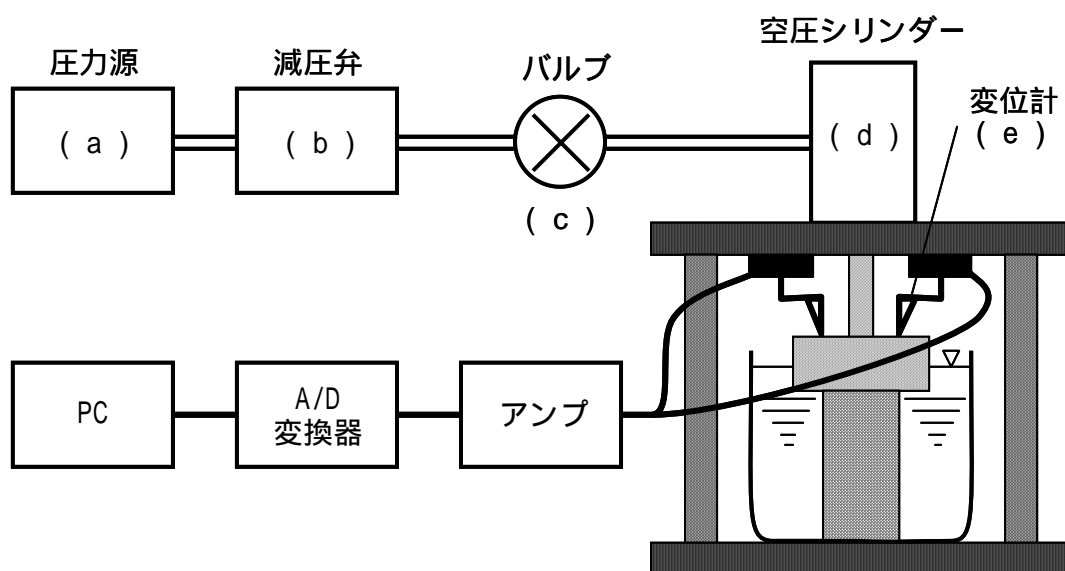 圧力源
(a)
減圧弁
(b)
バルブ
(c)
空圧シリンダー
(d)
変位計
(e)
PC
A/D
変換器
アンプ